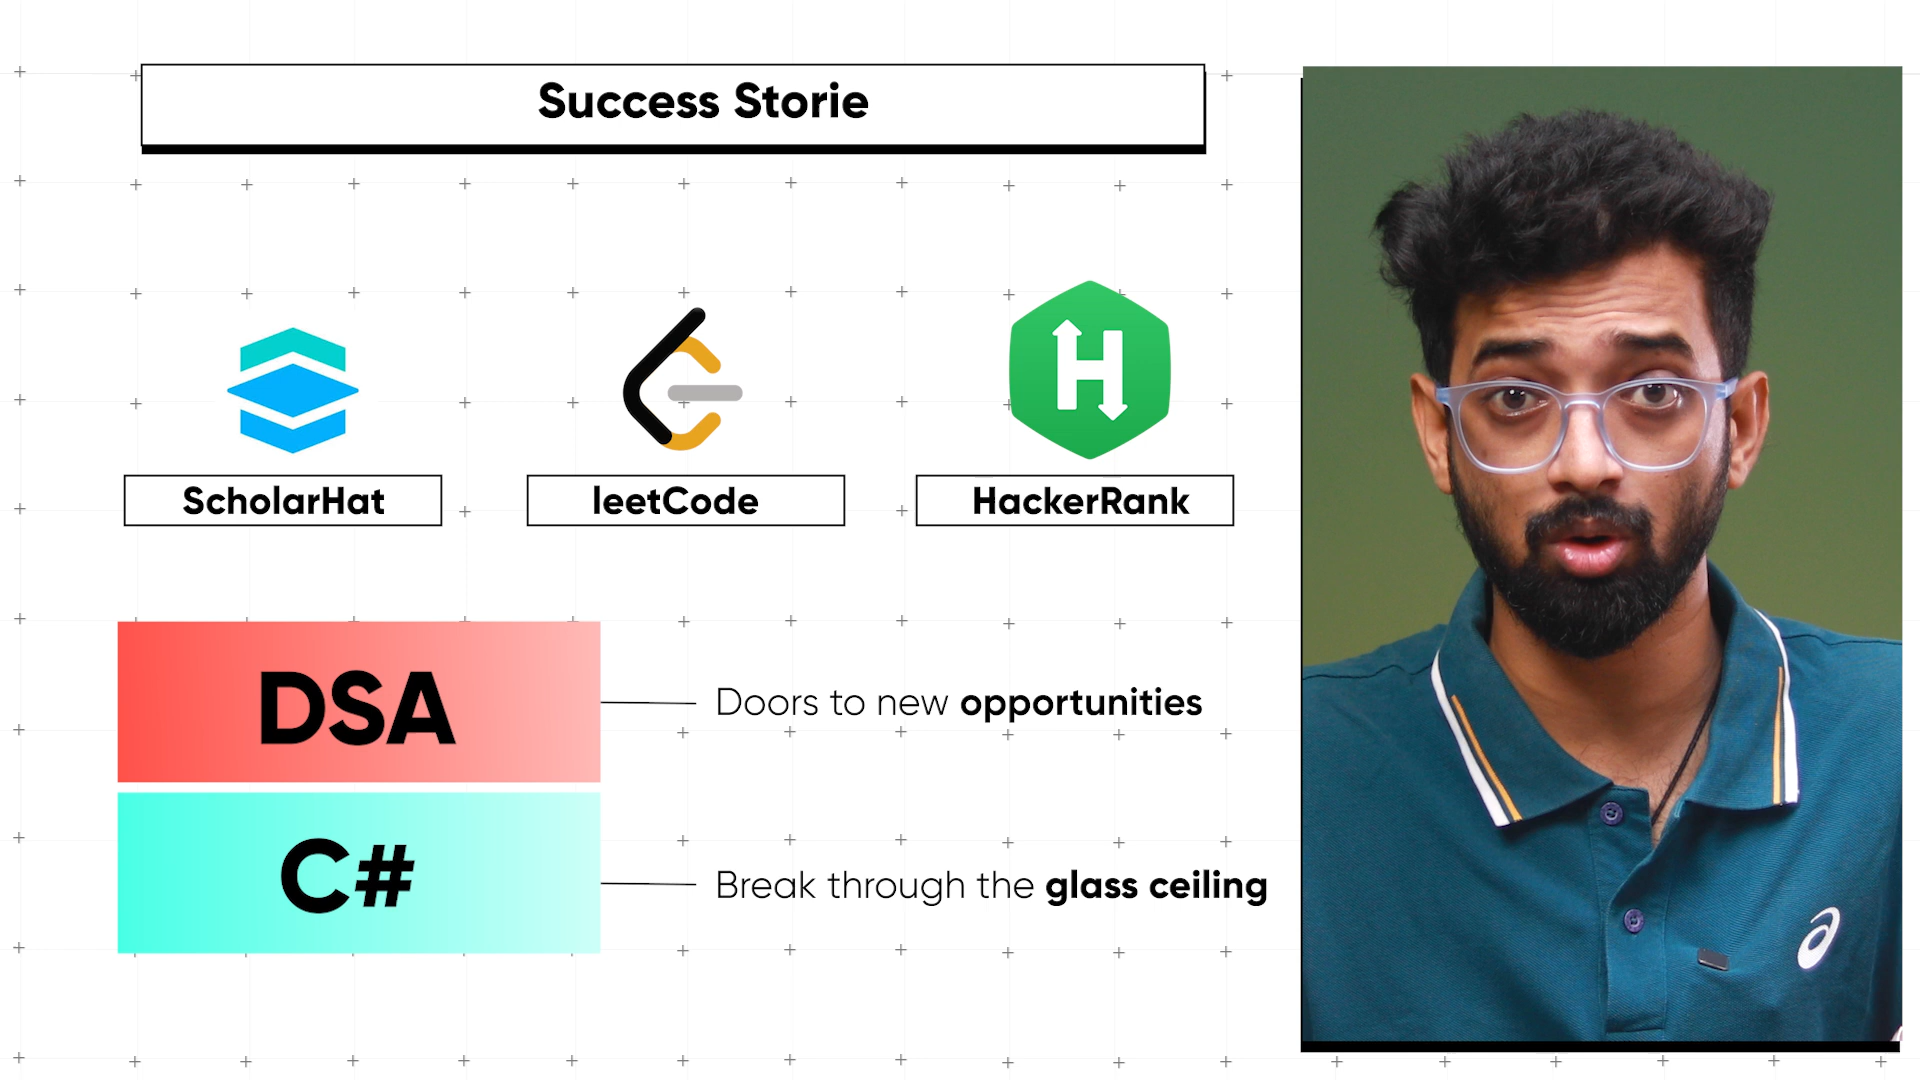 Success Storie
ScholarHat
leetCode
HackerRank
DSA
Doors to new opportunities
C#
Break through the glass ceiling